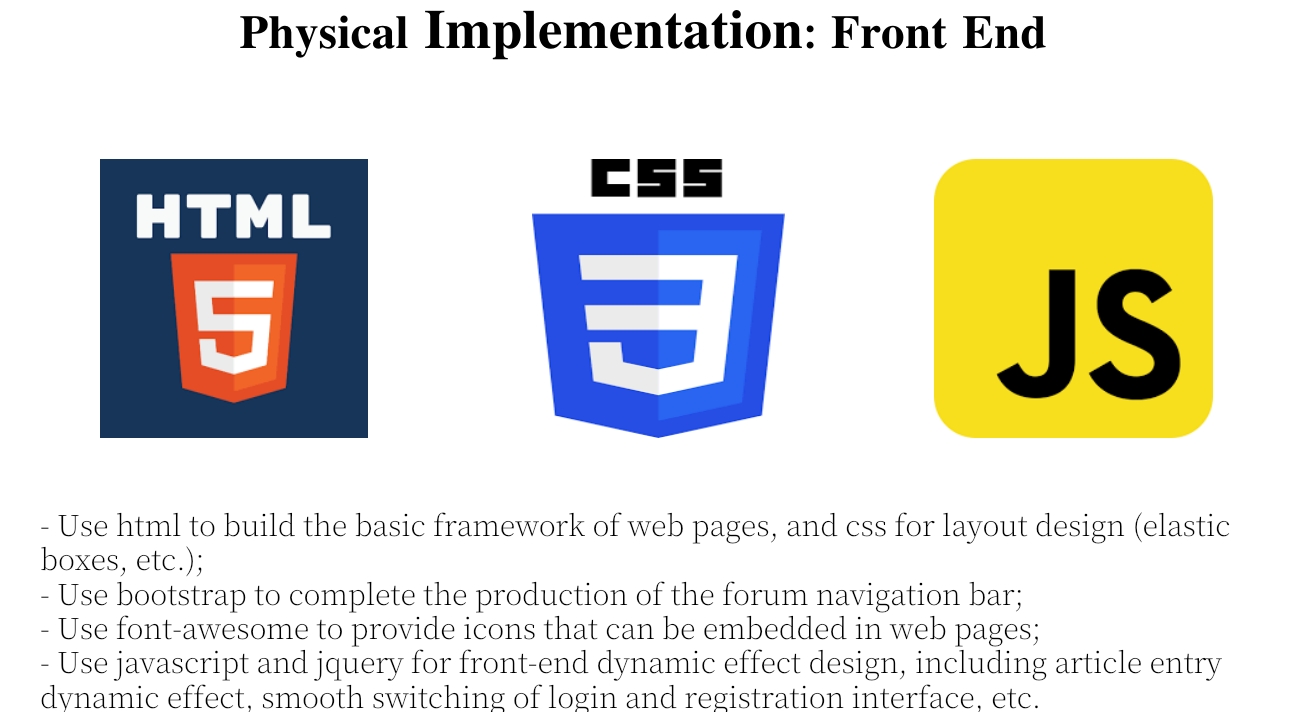 Physical Implementation: Front End
HTML
5
CSS
3
JS
- Use html to build the basic framework of web pages, and css for layout design (elastic
boxes, etc.);
- Use bootstrap to complete the production of the forum navigation bar;
- Use font-awesome to provide icons that can be embedded in web pages;
- Use javascript and jquery for front-end dynamic effect design, including article entry
dynamic effect, smooth switching of login and registration interface, etc.